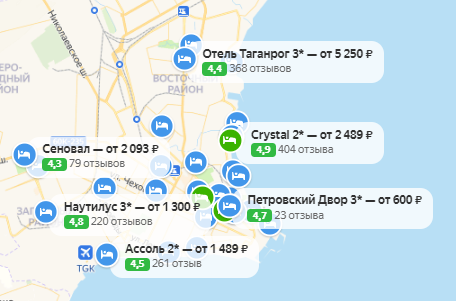 Николаевское ш.
Отель Таганрог 3* — от 5 250 ₽
4,4 368 отзывов
ВОСТО-
РАЙОН
РАЙОН
Crystal 2* — от 2 489 ₽
4,9 404 отзыва
Сеновал — от 2 093 ₽
4,3 79 отзывов
Чехо
Петровский Двор 3* — от 600 ₽
4,7 23 отзыва
Наутилус 3* — от 1 300 ₽
4,8 220 отзывов
Ассоль 2* — от 1 489 ₽
4,5 261 отзыв
TGK